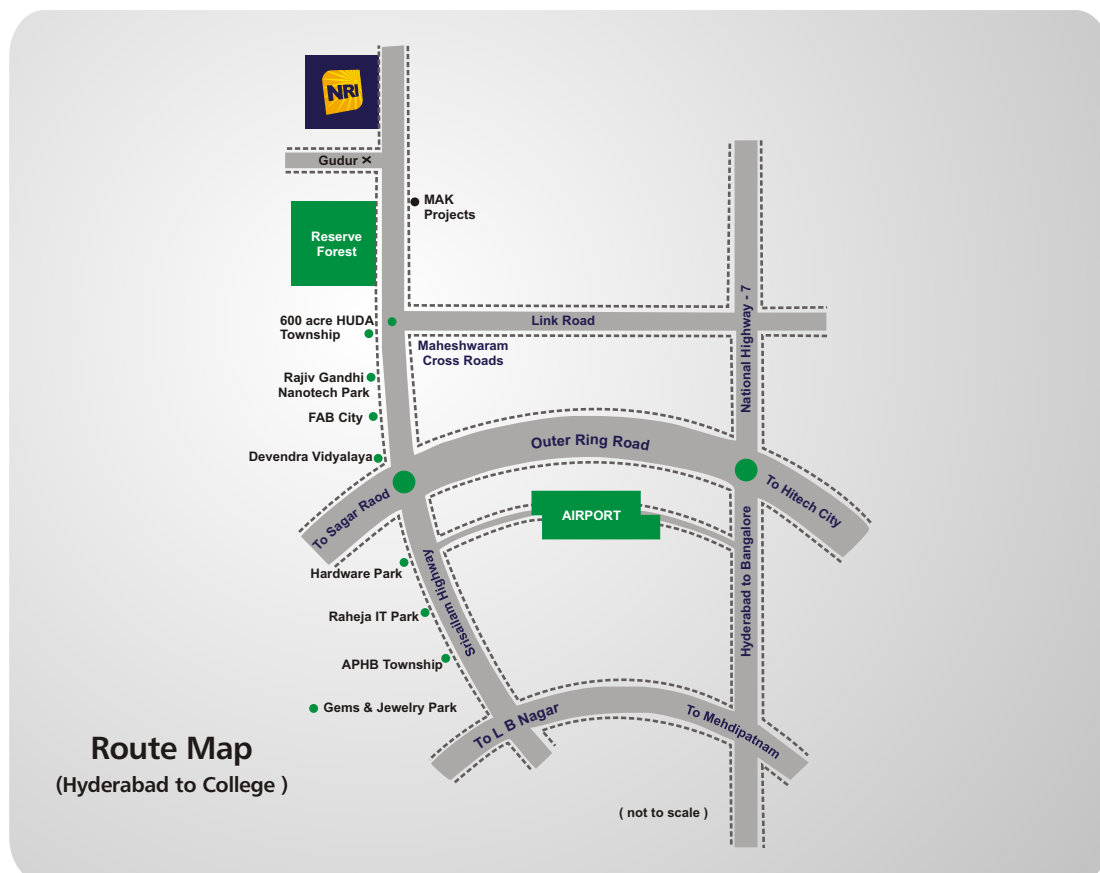 NRI
Gudur
MAK
Projects
Reserve
Forest
600 acre HUDA
Township
Link Road
Maheshwaram
Cross Roads
National Highway - 7
Rajiv Gandhi
Nanotech Park
FAB City
Devendra Vidyalaya
Outer Ring Road
To Sagar Raod
To Hitech City
AIRPORT
Hyderabad to Bangalore
Srisailam Highway
Hardware Park
Raheja IT Park
APHB Township
Gems & Jewelry Park
To L B Nagar
To Mehdipatnam
Route Map
(Hyderabad to College )
( not to scale )